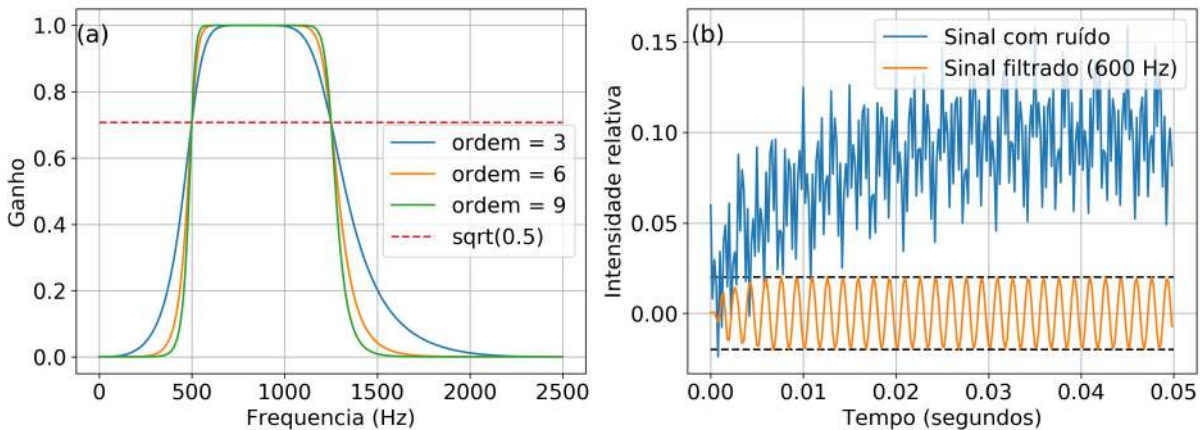 (a)
1.0
0.8
0.6
0.4
0.2
0.0
Ganho
ordem = 3
ordem = 6
ordem = 9
sqrt(0.5)
0 500 1000 1500 2000 2500
Frequencia (Hz)
(b)
0.15
0.10
0.05
0.00
Intensidade relativa
Sinal com ruído
Sinal filtrado (600 Hz)
0.00 0.01 0.02 0.03 0.04 0.05
Tempo (segundos)